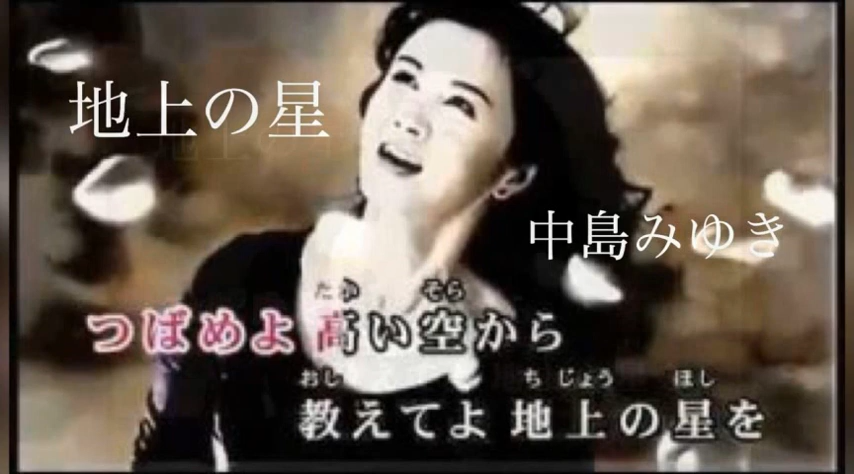 地上の星
中島みゆき
たか そら
つばめよ 高い空から
おし ちじょう ほし
教えてよ 地上の星を